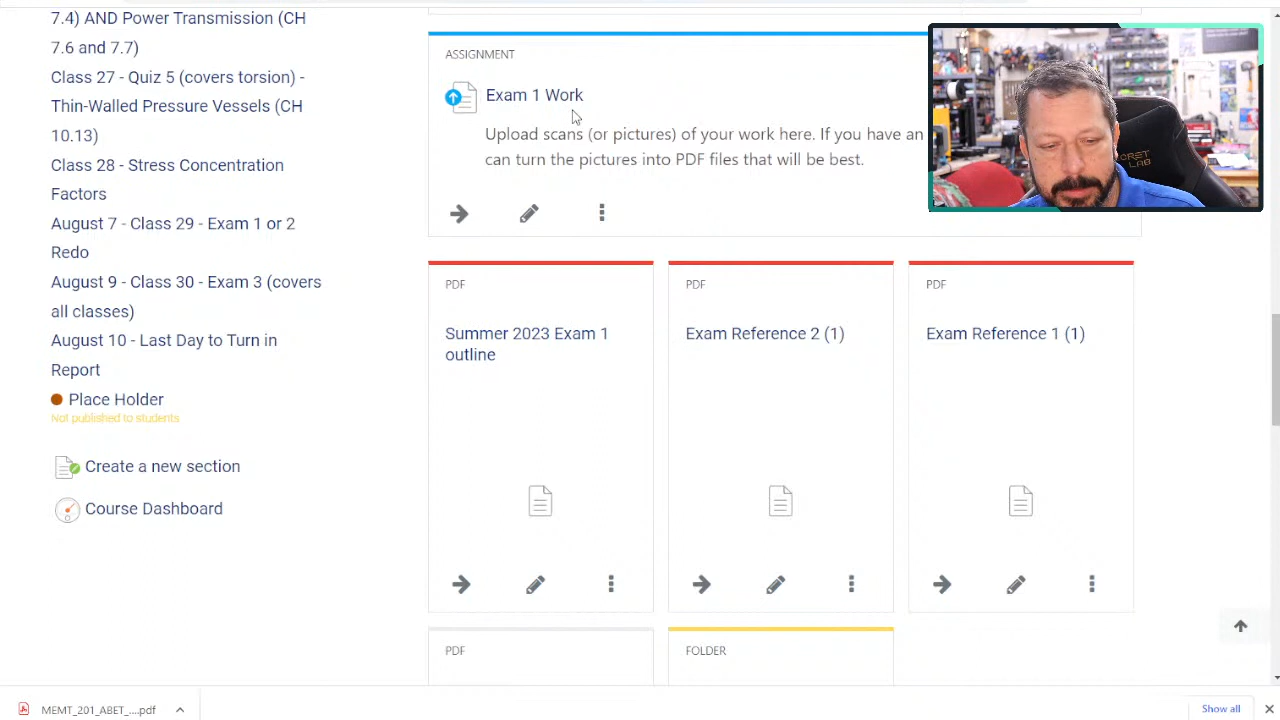 7.4) AND Power Transmission (CH
7.6 and 7.7)
Class 27 - Quiz 5 (covers torsion) -
Thin-Walled Pressure Vessels (CH
10.13)
Class 28 - Stress Concentration
Factors
August 7 - Class 29 - Exam 1 or 2
Redo
August 9 - Class 30 - Exam 3 (covers
all classes)
August 10 - Last Day to Turn in
Report
Place Holder
Not published to students
Create a new section
Course Dashboard
ASSIGNMENT
Exam 1 Work
Upload scans (or pictures) of your work here. If you have an
can turn the pictures into PDF files that will be best.
PDF
Summer 2023 Exam 1
outline
PDF
Exam Reference 2 (1)
PDF
Exam Reference 1 (1)
PDF
FOLDER
MEMT_201_ABET_....pdf
Show all